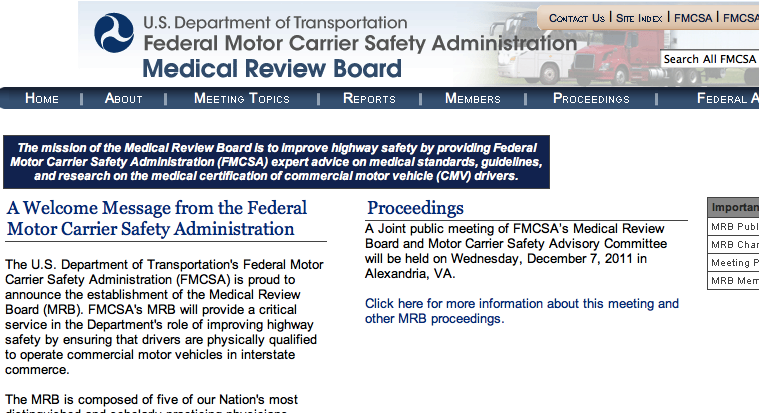 Contact Us | Site Index | FMCSA | FMCSA
U.S. Department of Transportation
Federal Motor Carrier Safety Administration
Medical Review Board
Search All FMCSA
Home | About | Meeting Topics | Reports | Members | Proceedings | Federal A
The mission of the Medical Review Board is to improve highway safety by providing Federal
Motor Carrier Safety Administration (FMCSA) expert advice on medical standards, guidelines,
and research on the medical certification of commercial motor vehicle (CMV) drivers.
A Welcome Message from the Federal
Motor Carrier Safety Administration
The U.S. Department of Transportation's Federal Motor
Carrier Safety Administration (FMCSA) is proud to
announce the establishment of the Medical Review
Board (MRB). FMCSA's MRB will provide a critical
service in the Department's role of improving highway
safety by ensuring that drivers are physically qualified
to operate commercial motor vehicles in interstate
commerce.
The MRB is composed of five of our Nation's most
distinguished and scholarly practicing physicians
Proceedings
A Joint public meeting of FMCSA's Medical Review
Board and Motor Carrier Safety Advisory Committee
will be held on Wednesday, December 7, 2011 in
Alexandria, VA.
Click here for more information about this meeting and
other MRB proceedings.
Importan
MRB Publ
MRB Char
Meeting P
MRB Mem